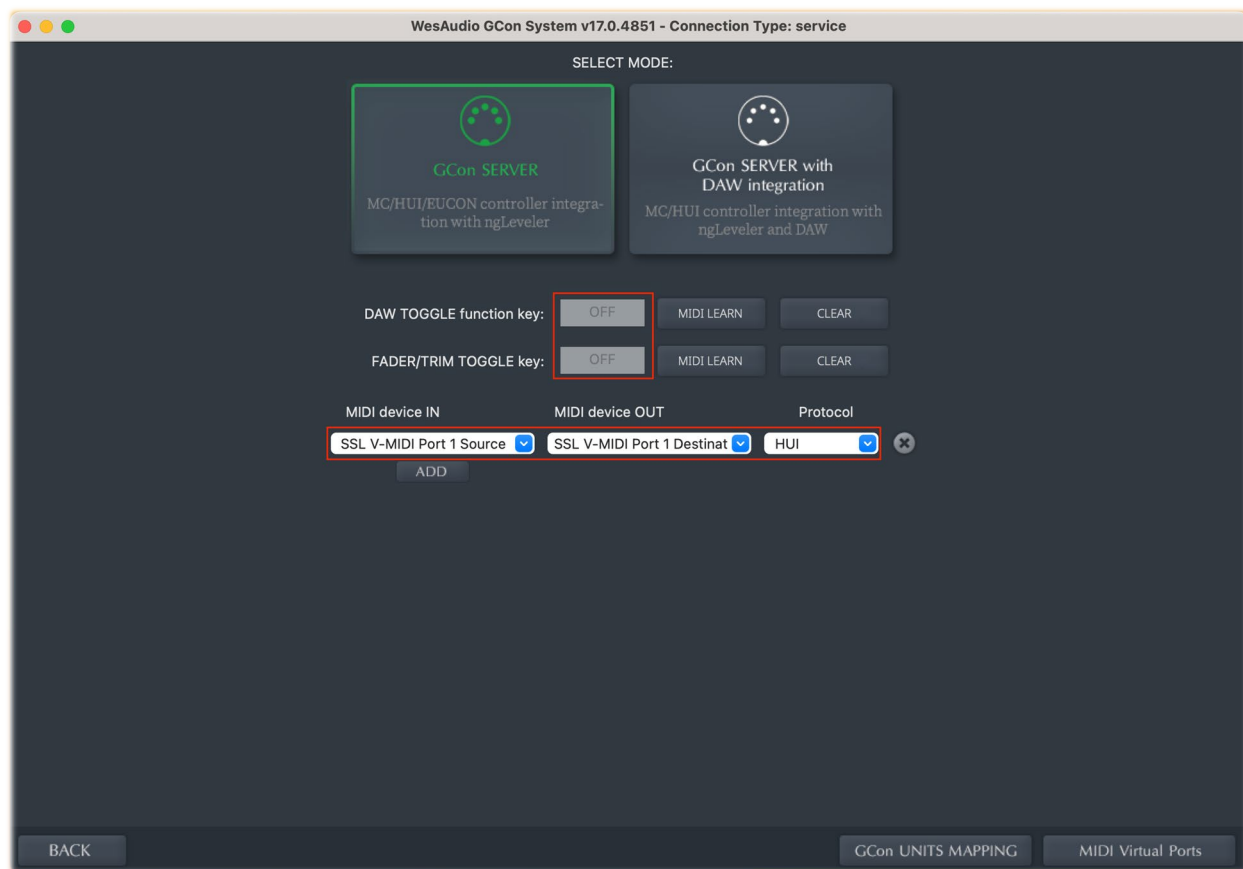 WesAudio GCon System v17.0.4851 - Connection Type: service
SELECT MODE:
GCon SERVER
MC/HUI/EUCON controller integra-
tion with ngLeveler
GCon SERVER with
DAW integration
MC/HUI controller integration with
ngLeveler and DAW
DAW TOGGLE function key: OFF MIDI LEARN CLEAR
FADER/TRIM TOGGLE key: OFF MIDI LEARN CLEAR
MIDI device IN MIDI device OUT Protocol
SSL V-MIDI Port 1 Source SSL V-MIDI Port 1 Destinat HUI
ADD
BACK GCon UNITS MAPPING MIDI Virtual Ports